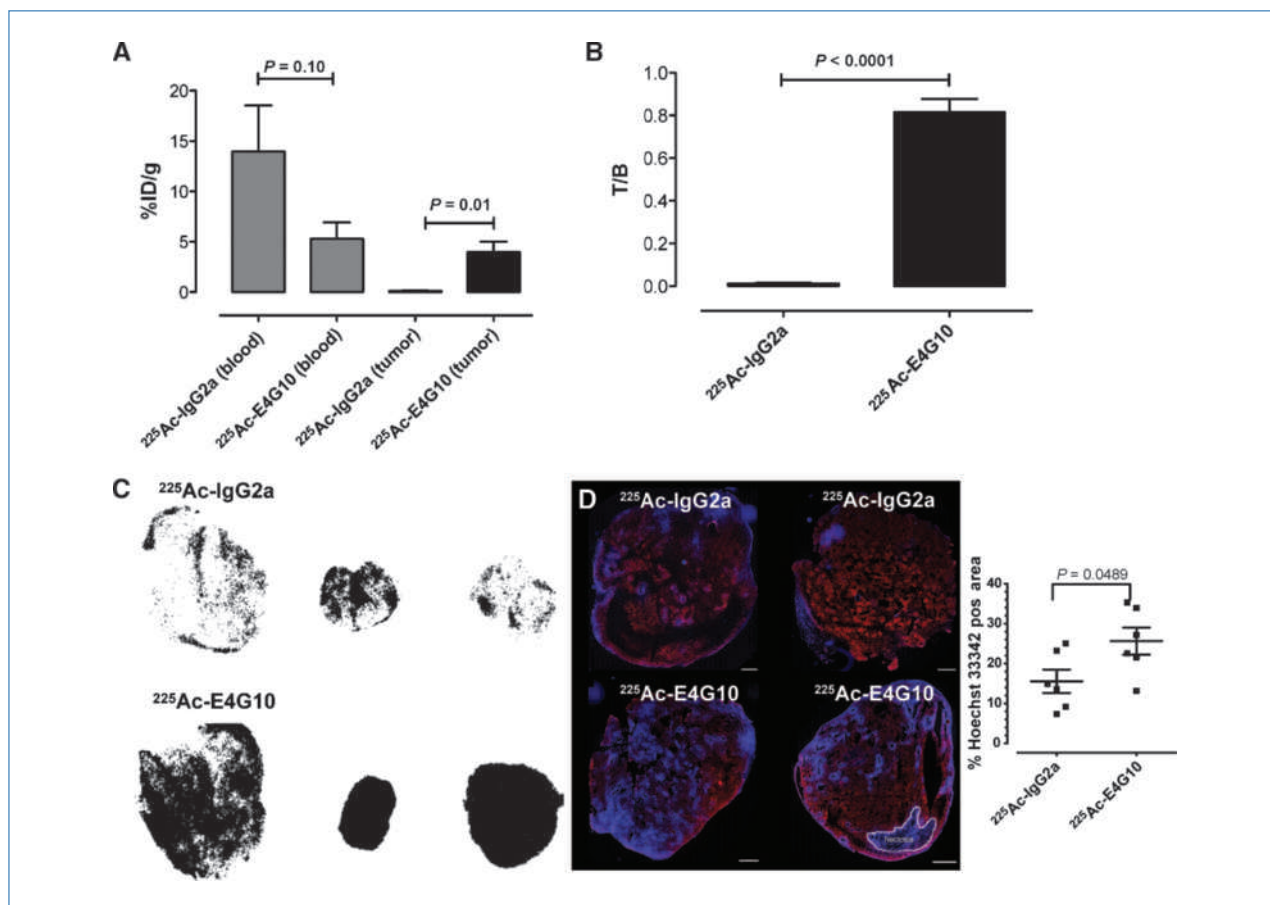 A
P = 0.10
P = 0.01
%ID/g
20
15
10
5
0
²²⁵Ac-IgG2a (blood)
²²⁵Ac-E4G10 (blood)
²²⁵Ac-IgG2a (tumor)
²²⁵Ac-E4G10 (tumor)
B
P < 0.0001
T/B
1.0
0.8
0.6
0.4
0.2
0.0
²²⁵Ac-IgG2a
²²⁵Ac-E4G10
C
²²⁵Ac-IgG2a
²²⁵Ac-E4G10
D
²²⁵Ac-IgG2a
²²⁵Ac-IgG2a
²²⁵Ac-E4G10
²²⁵Ac-E4G10
Necrotic
% Hoechst 33342 pos area
P = 0.0489
40
30
20
10
0
²²⁵Ac-IgG2a
²²⁵Ac-E4G10